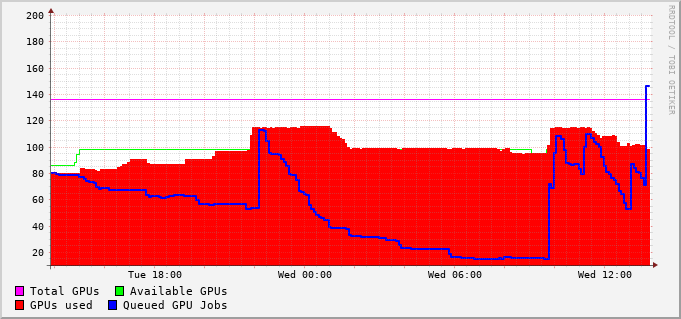 200
180
160
140
120
100
80
60
40
20
Tue 18:00 Wed 00:00 Wed 06:00 Wed 12:00
Total GPUs Available GPUs
GPUs used Queued GPU Jobs
RRDTOOL / TOBI OETIKER